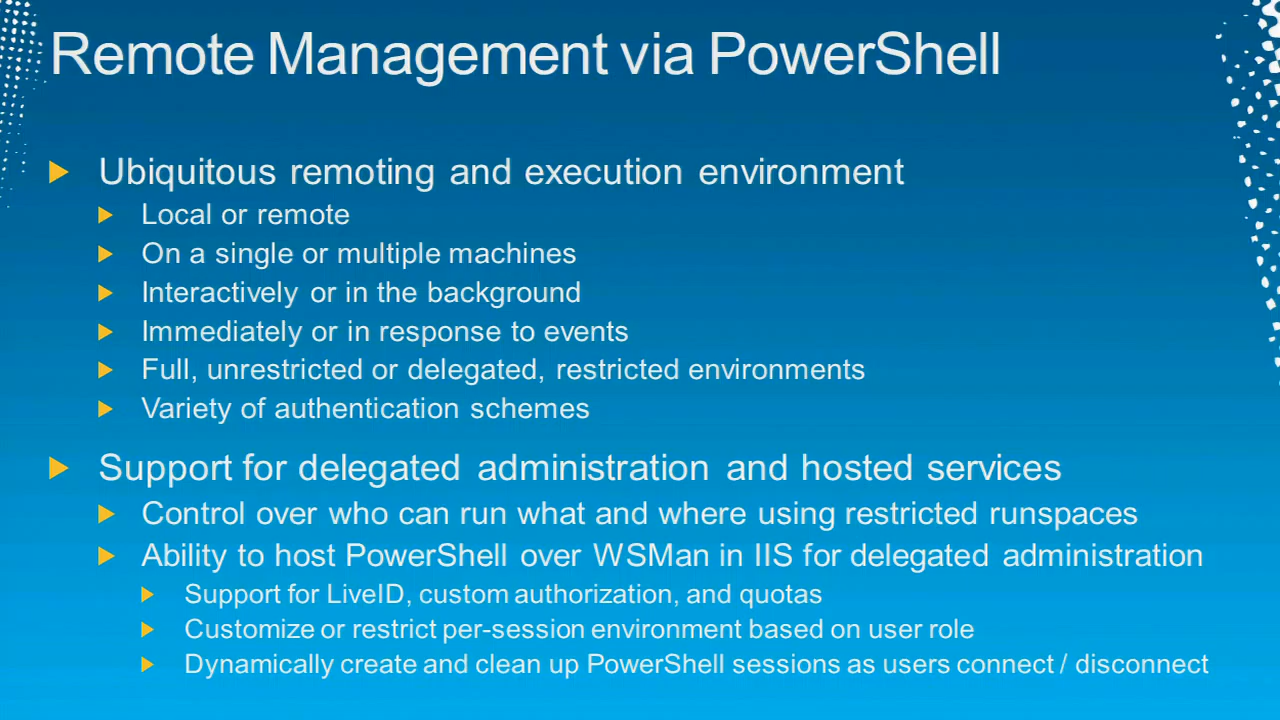 Remote Management via PowerShell
Ubiquitous remoting and execution environment
Local or remote
On a single or multiple machines
Interactively or in the background
Immediately or in response to events
Full, unrestricted or delegated, restricted environments
Variety of authentication schemes
Support for delegated administration and hosted services
Control over who can run what and where using restricted runspaces
Ability to host PowerShell over WSMan in IIS for delegated administration
Support for LiveID, custom authorization, and quotas
Customize or restrict per-session environment based on user role
Dynamically create and clean up PowerShell sessions as users connect / disconnect